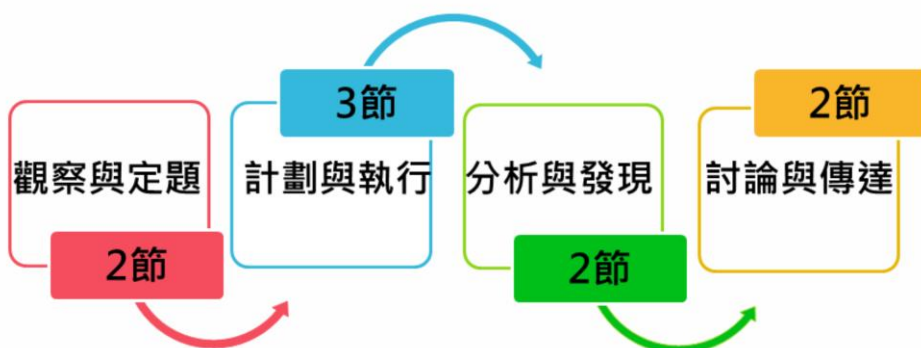 觀察與定題
2節
3節
計劃與執行
分析與發現
2節
2節
討論與傳達